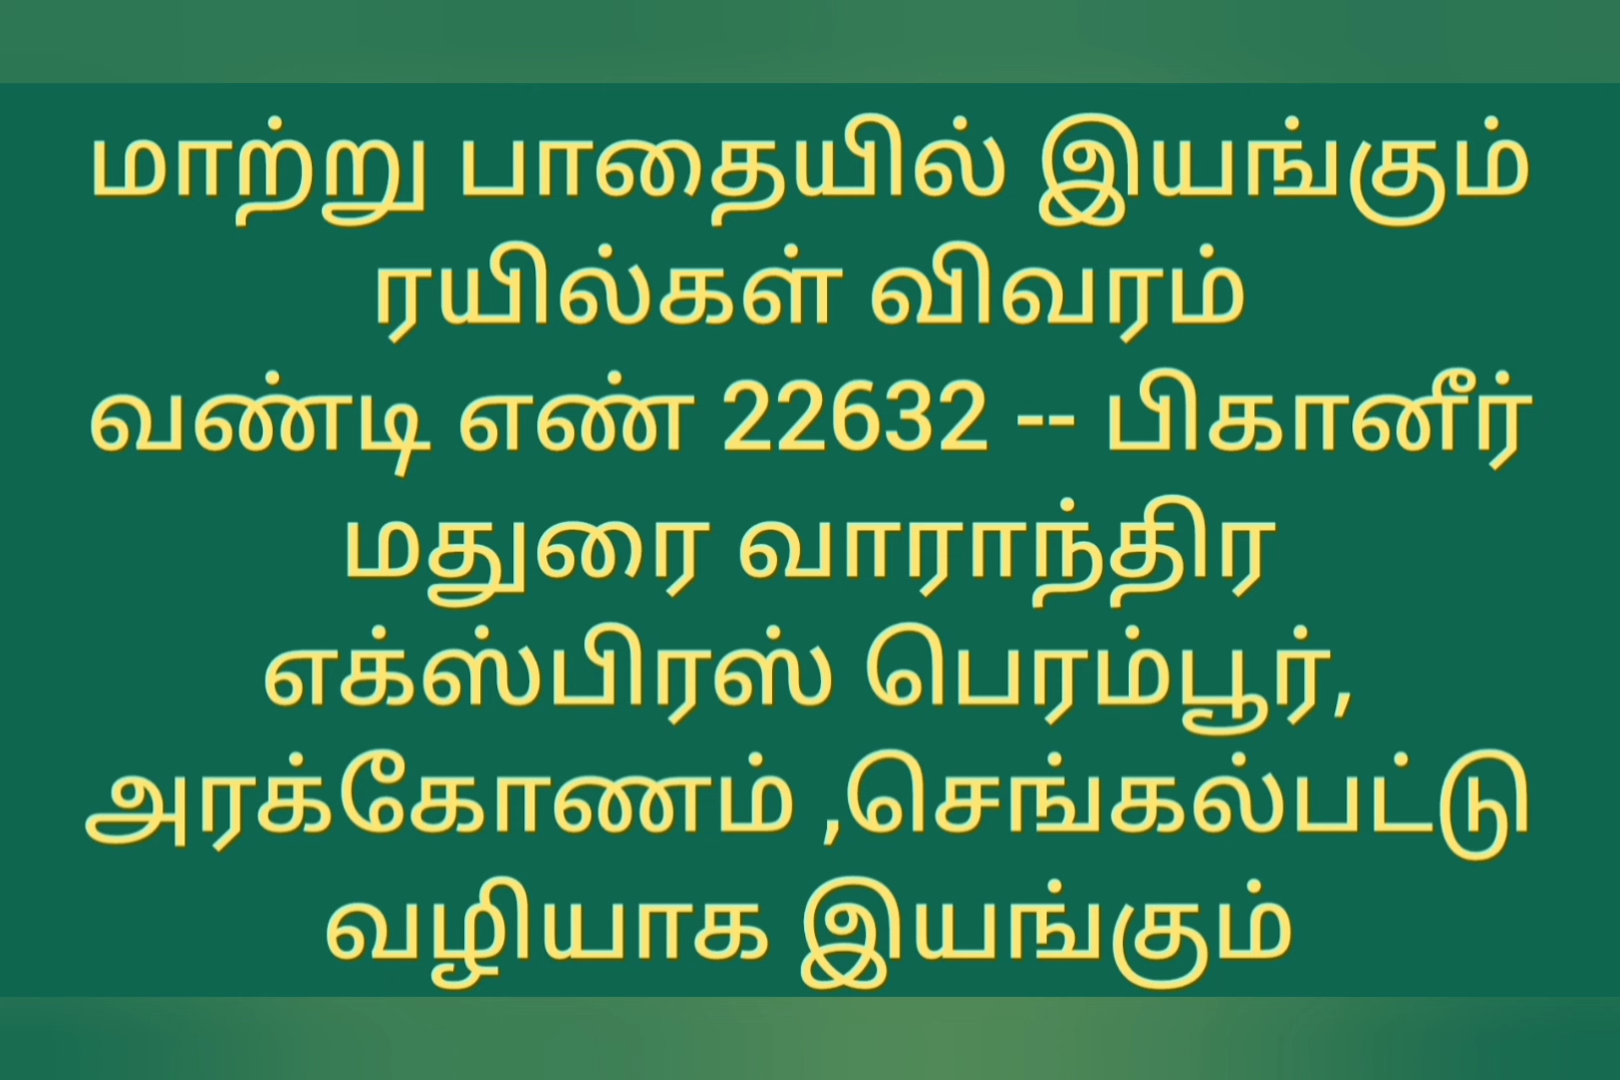 மாற்று பாதையில் இயங்கும்
ரயில்கள் விவரம்
வண்டி எண் 22632 -- பிகானீர்
மதுரை வாராந்திர
எக்ஸ்பிரஸ் பெரம்பூர்,
அரக்கோணம் ,செங்கல்பட்டு
வழியாக இயங்கும்